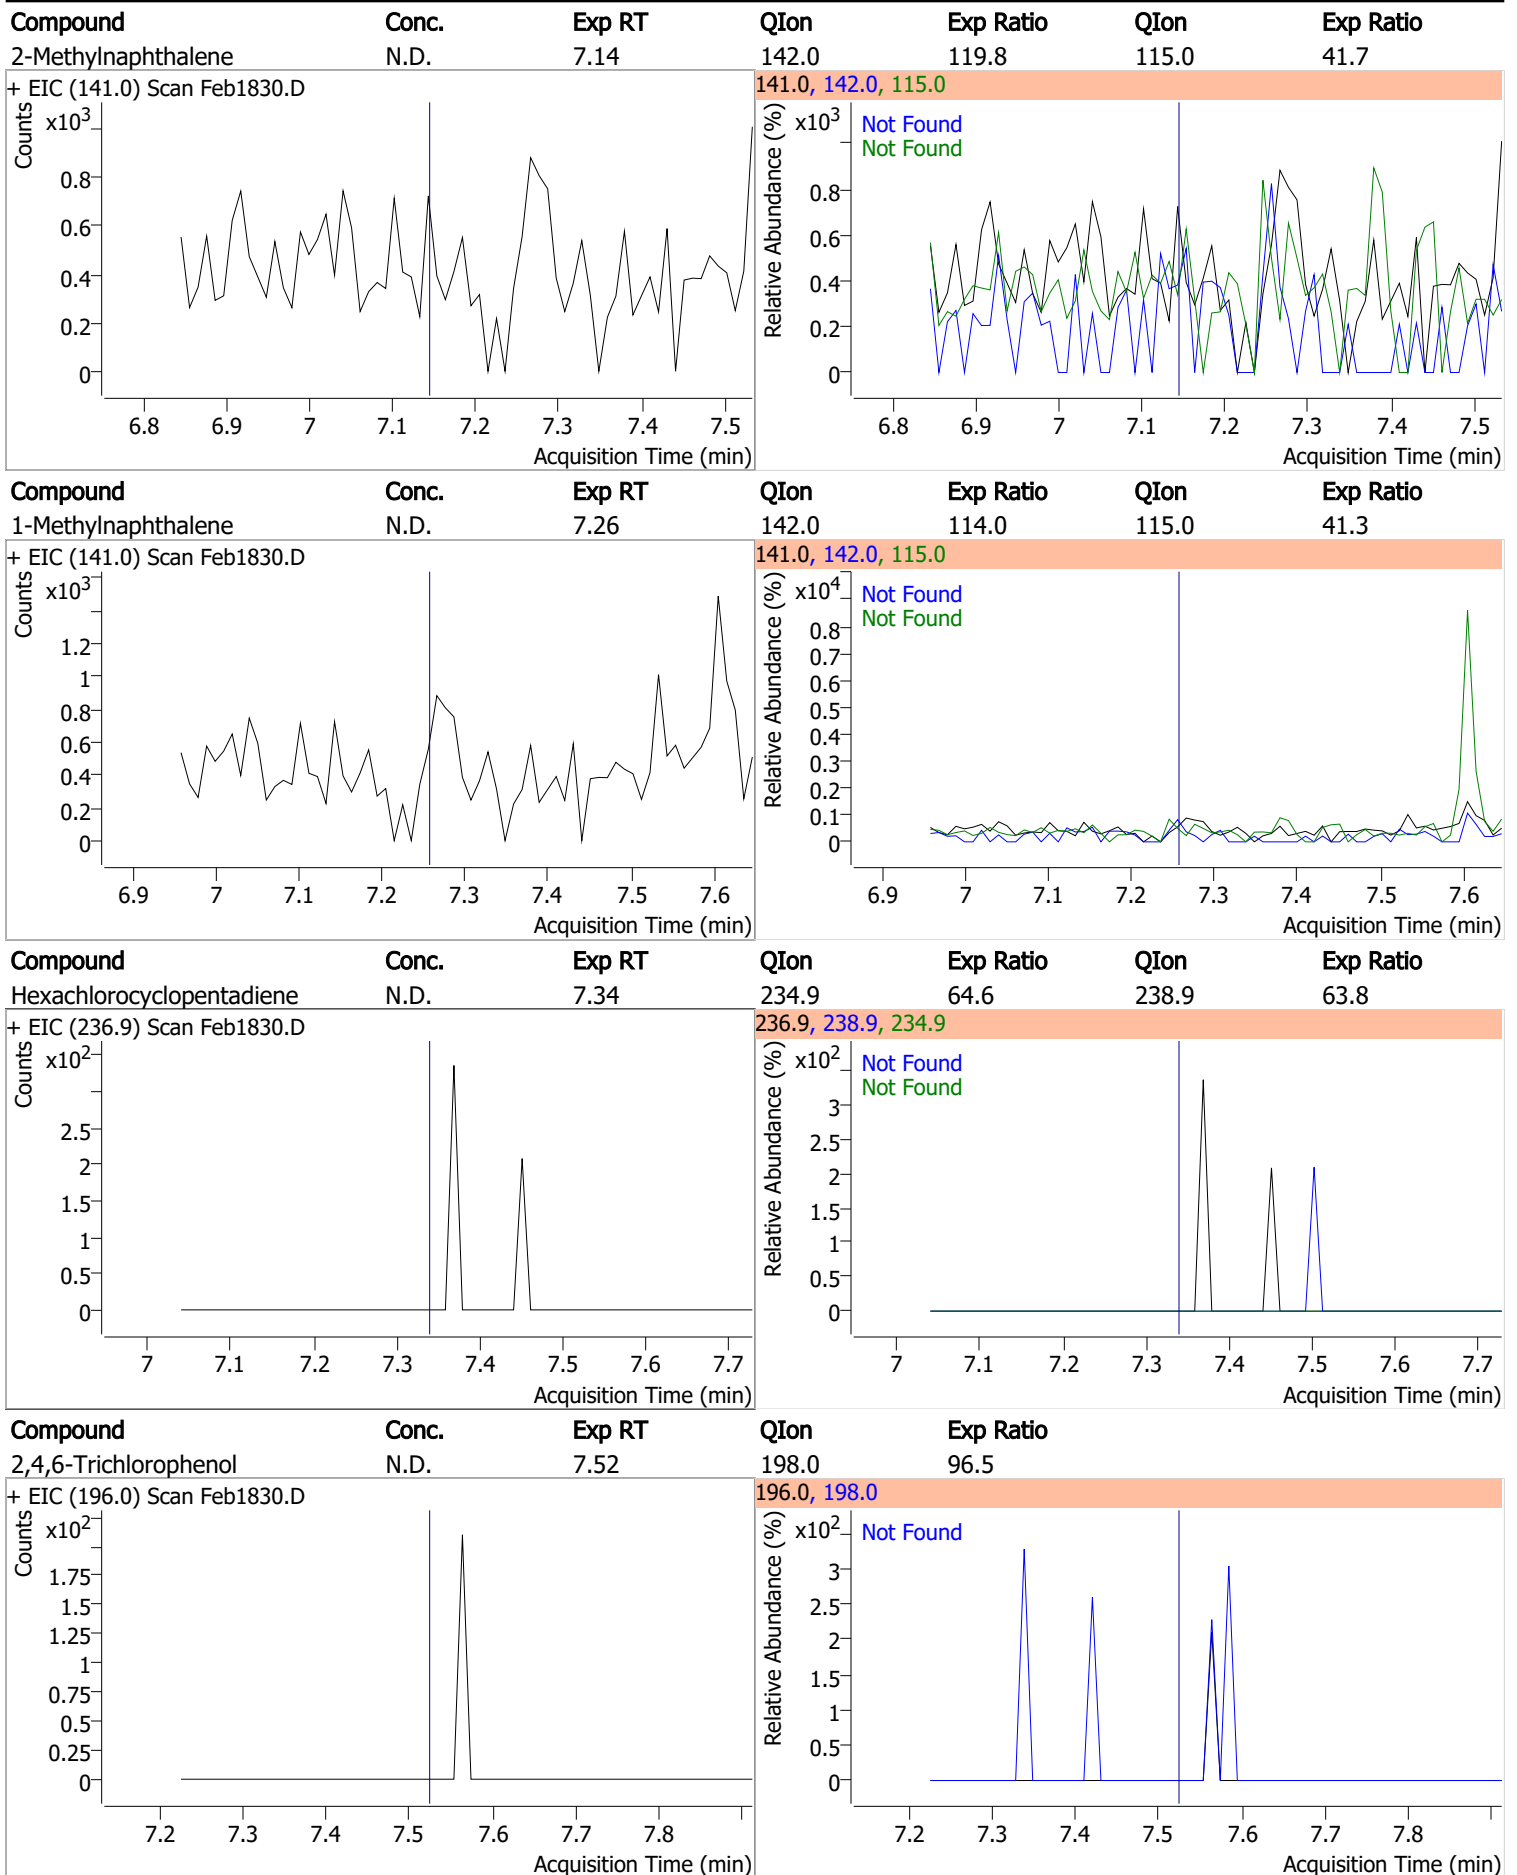 Compound Conc. Exp RT QIon Exp Ratio QIon Exp Ratio
2-Methylnaphthalene N.D. 7.14 142.0 119.8 115.0 41.7
+ EIC (141.0) Scan Feb1830.D
Counts
x10³
0.8
0.6
0.4
0.2
0
6.8 6.9 7 7.1 7.2 7.3 7.4 7.5
Acquisition Time (min)
141.0, 142.0, 115.0
Relative Abundance (%)
x10³
Not Found
Not Found
0.8
0.6
0.4
0.2
0
6.8 6.9 7 7.1 7.2 7.3 7.4 7.5
Acquisition Time (min)
Compound Conc. Exp RT QIon Exp Ratio QIon Exp Ratio
1-Methylnaphthalene N.D. 7.26 142.0 114.0 115.0 41.3
+ EIC (141.0) Scan Feb1830.D
Counts
x10³
1.2
1
0.8
0.6
0.4
0.2
0
6.9 7 7.1 7.2 7.3 7.4 7.5 7.6
Acquisition Time (min)
141.0, 142.0, 115.0
Relative Abundance (%)
x10⁴
Not Found
Not Found
0.8
0.7
0.6
0.5
0.4
0.3
0.2
0.1
0
6.9 7 7.1 7.2 7.3 7.4 7.5 7.6
Acquisition Time (min)
Compound Conc. Exp RT QIon Exp Ratio QIon Exp Ratio
Hexachlorocyclopentadiene N.D. 7.34 234.9 64.6 238.9 63.8
+ EIC (236.9) Scan Feb1830.D
Counts
x10²
2.5
2
1.5
1
0.5
0
7 7.1 7.2 7.3 7.4 7.5 7.6 7.7
Acquisition Time (min)
236.9, 238.9, 234.9
Relative Abundance (%)
x10²
Not Found
Not Found
3
2.5
2
1.5
1
0.5
0
7 7.1 7.2 7.3 7.4 7.5 7.6 7.7
Acquisition Time (min)
Compound Conc. Exp RT QIon Exp Ratio
2,4,6-Trichlorophenol N.D. 7.52 198.0 96.5
+ EIC (196.0) Scan Feb1830.D
Counts
x10²
1.75
1.5
1.25
1
0.75
0.5
0.25
0
7.2 7.3 7.4 7.5 7.6 7.7 7.8
Acquisition Time (min)
196.0, 198.0
Relative Abundance (%)
x10²
Not Found
3
2.5
2
1.5
1
0.5
0
7.2 7.3 7.4 7.5 7.6 7.7 7.8
Acquisition Time (min)